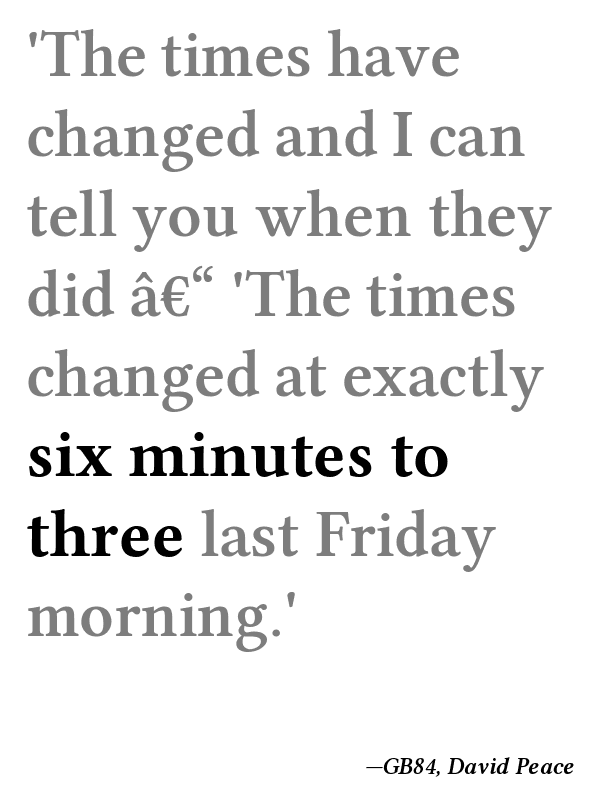 'The times have
changed and I can
tell you when they
did â€“ 'The times
changed at exactly
six minutes to
three last Friday
morning.'
—GB84, David Peace